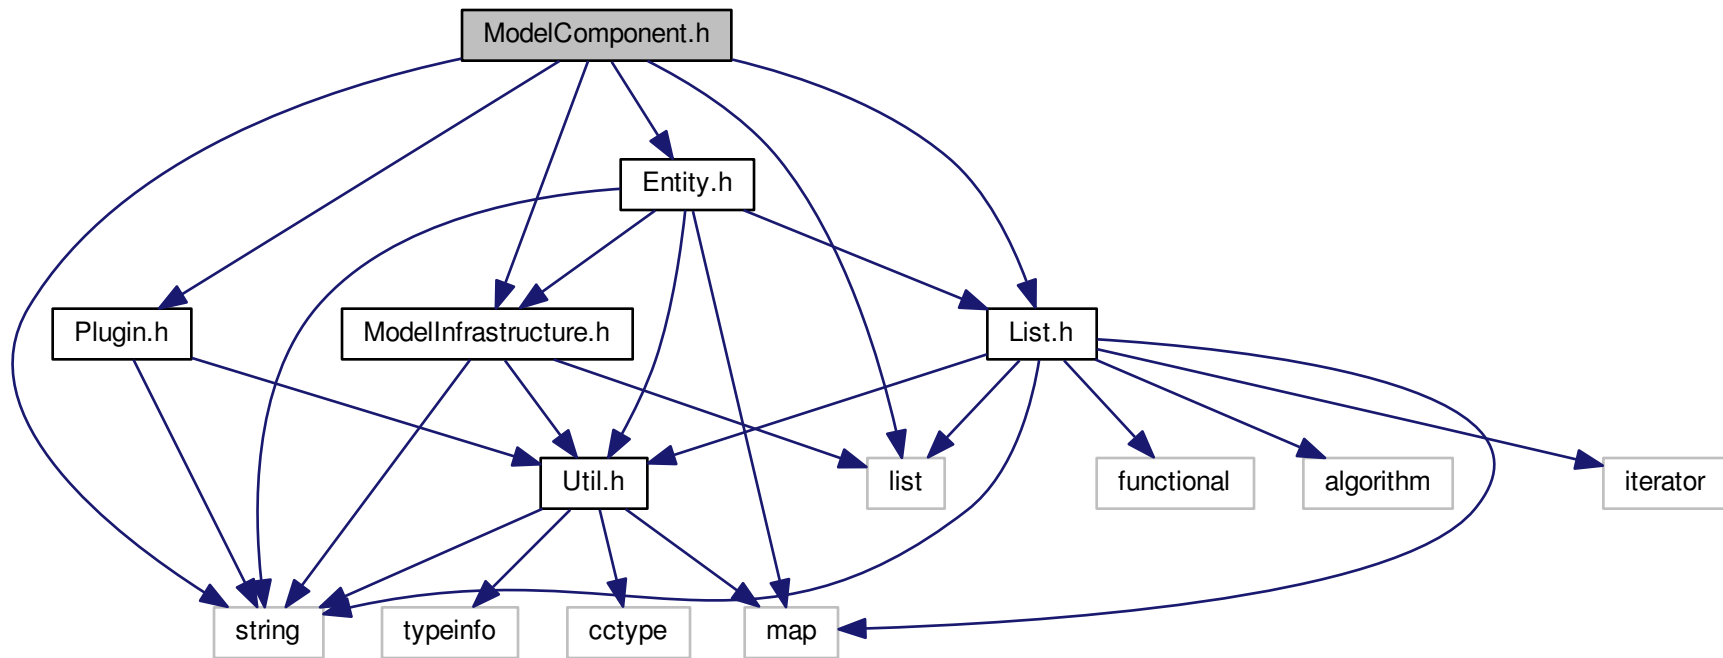 ModelComponent.h
Entity.h
Plugin.h
ModelInfrastructure.h
List.h
Util.h
list
functional
algorithm
iterator
string
typeinfo
cctype
map